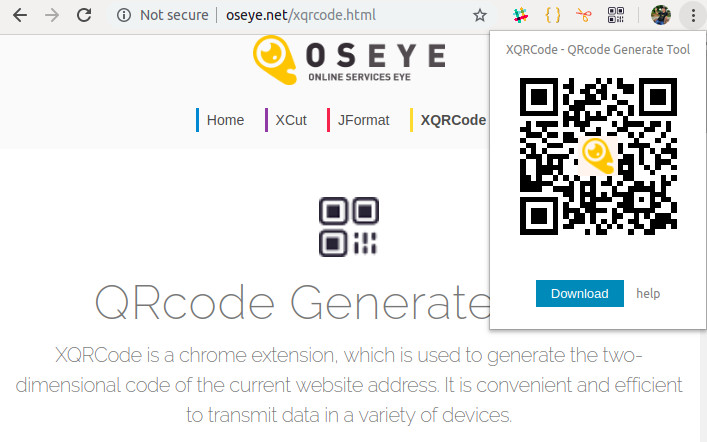 Not secure | oseye.net/xqrcode.html
XQRCode - QRcode Generate Tool
OSEYE
ONLINE SERVICES EYE
Home XCut JFormat XQRCode
Download help
QRcode Generate
XQRCode is a chrome extension, which is used to generate the two-
dimensional code of the current website address. It is convenient and efficient
to transmit data in a variety of devices.